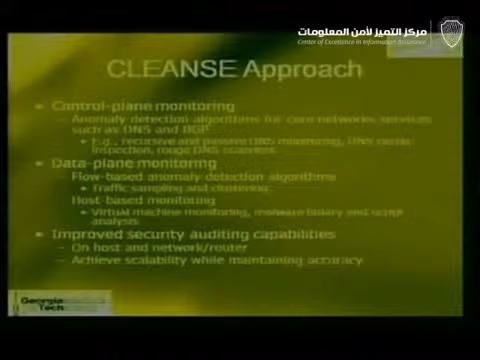 مركز التميز لأمن المعلومات
Center of Excellence in Information Assurance
CLEANSE Approach
Control-plane monitoring
Anomaly detection algorithms for core networks services
such as DNS and BGP
E.g., recursive and passive DNS monitoring, DNS cache
inspection, rouge DNS scanners
Data-plane monitoring
Flow-based anomaly detection algorithms
Traffic sampling and clustering
Host-based monitoring
Virtual machine monitoring, malware binary and script
analysis
Improved security auditing capabilities
On host and network/router
Achieve scalability while maintaining accuracy
Georgia
Tech